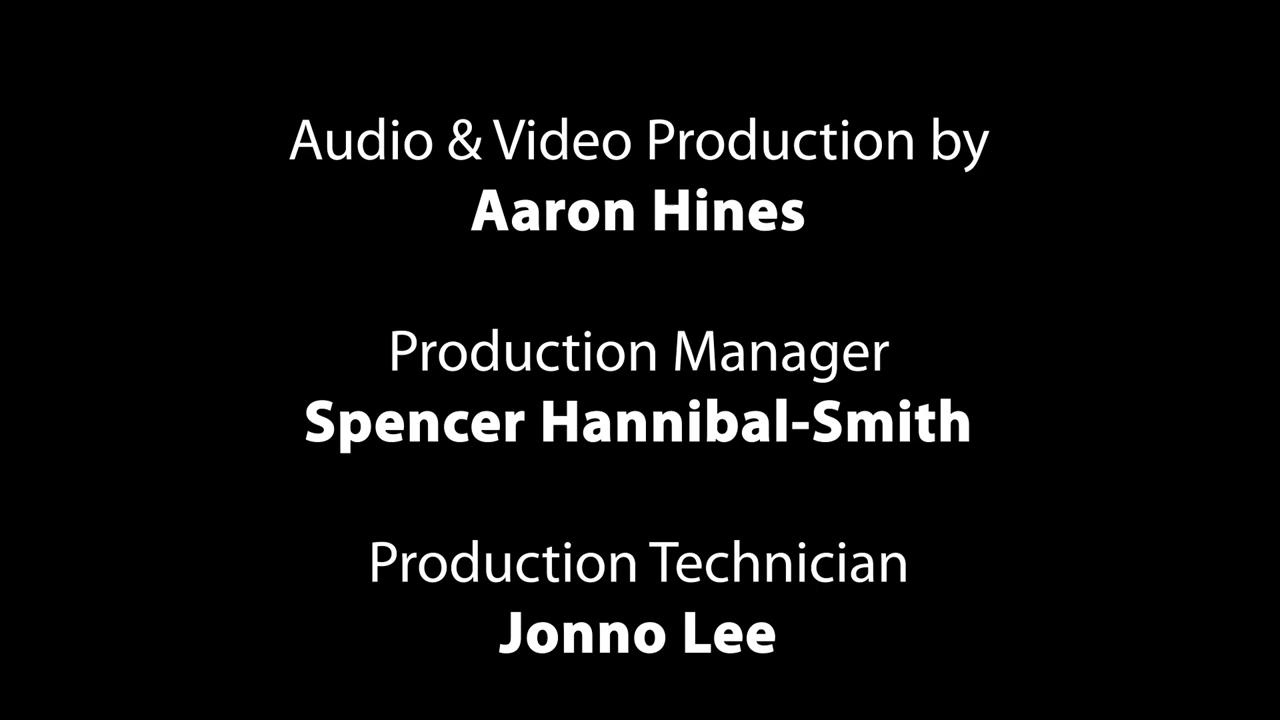 Audio & Video Production by
Aaron Hines
Production Manager
Spencer Hannibal-Smith
Production Technician
Jonno Lee